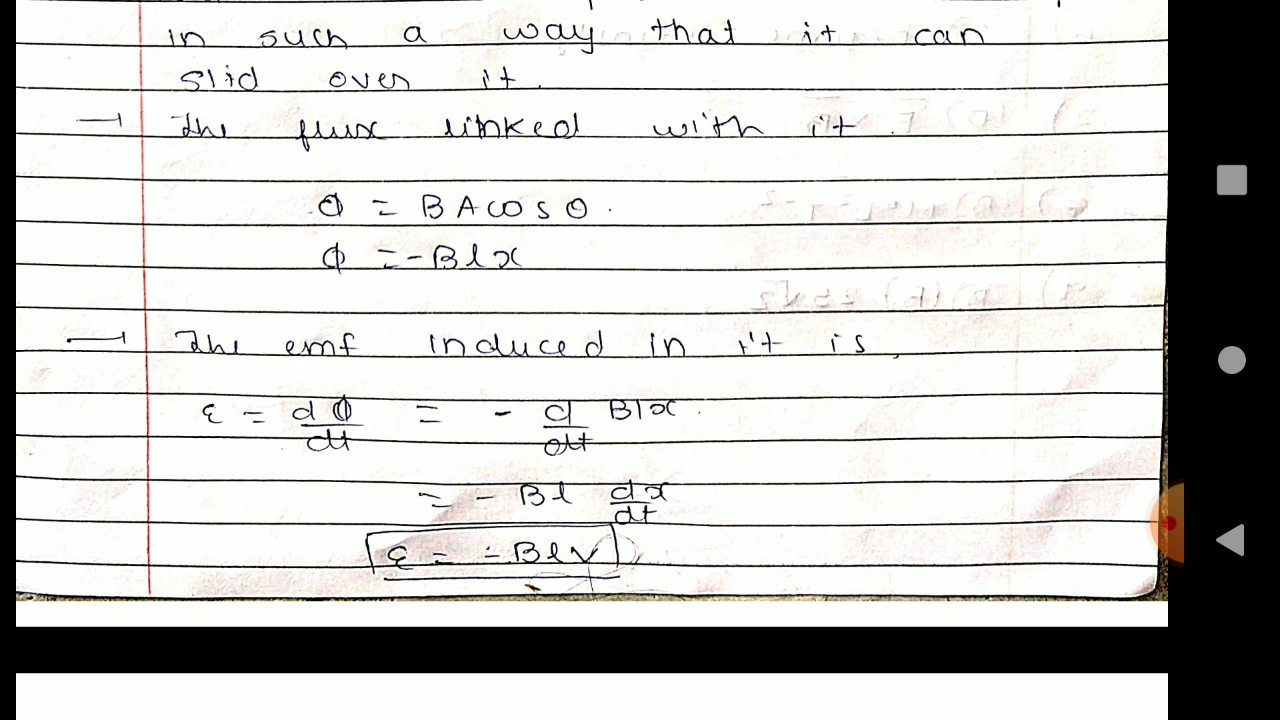 in such a way that it can
slid over it.
→ The flux linked with it.
Φ = BA cos θ.
Φ = -Blx
→ The emf induced in it is,
ε = dΦ/dt = - d/dt Blx.
= - Bl dx/dt
ε = - Blv